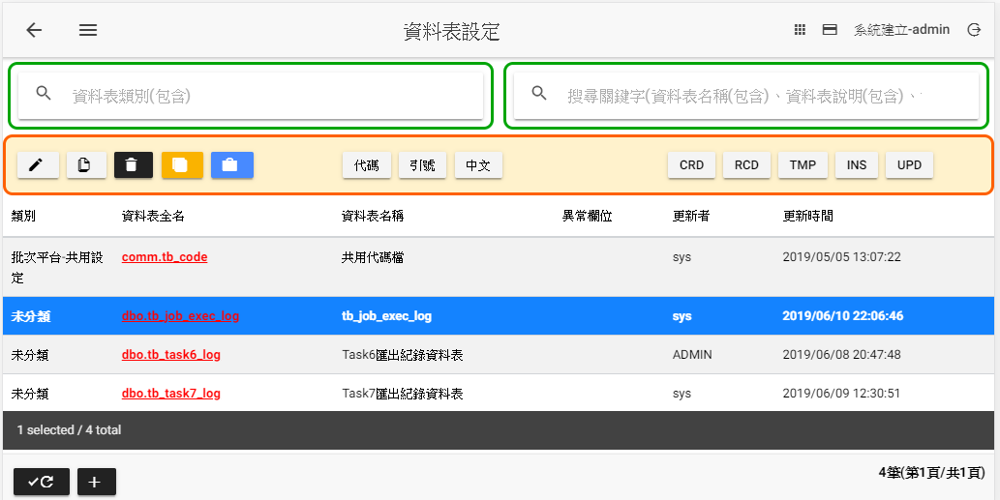 資料表設定
系統建立-admin
資料表類別(包含)
搜尋關鍵字(資料表名稱(包含)、資料表說明(包含)、
代碼 引號 中文 CRD RCD TMP INS UPD
類別 資料表全名 資料表名稱 異常欄位 更新者 更新時間
批次平台-共用設定 comm.tb_code 共用代碼檔 sys 2019/05/05 13:07:22
未分類 dbo.tb_job_exec_log tb_job_exec_log sys 2019/06/10 22:06:46
未分類 dbo.tb_task6_log Task6匯出紀錄資料表 ADMIN 2019/06/08 20:47:48
未分類 dbo.tb_task7_log Task7匯出紀錄資料表 sys 2019/06/09 12:30:51
1 selected / 4 total
4筆(第1頁/共1頁)